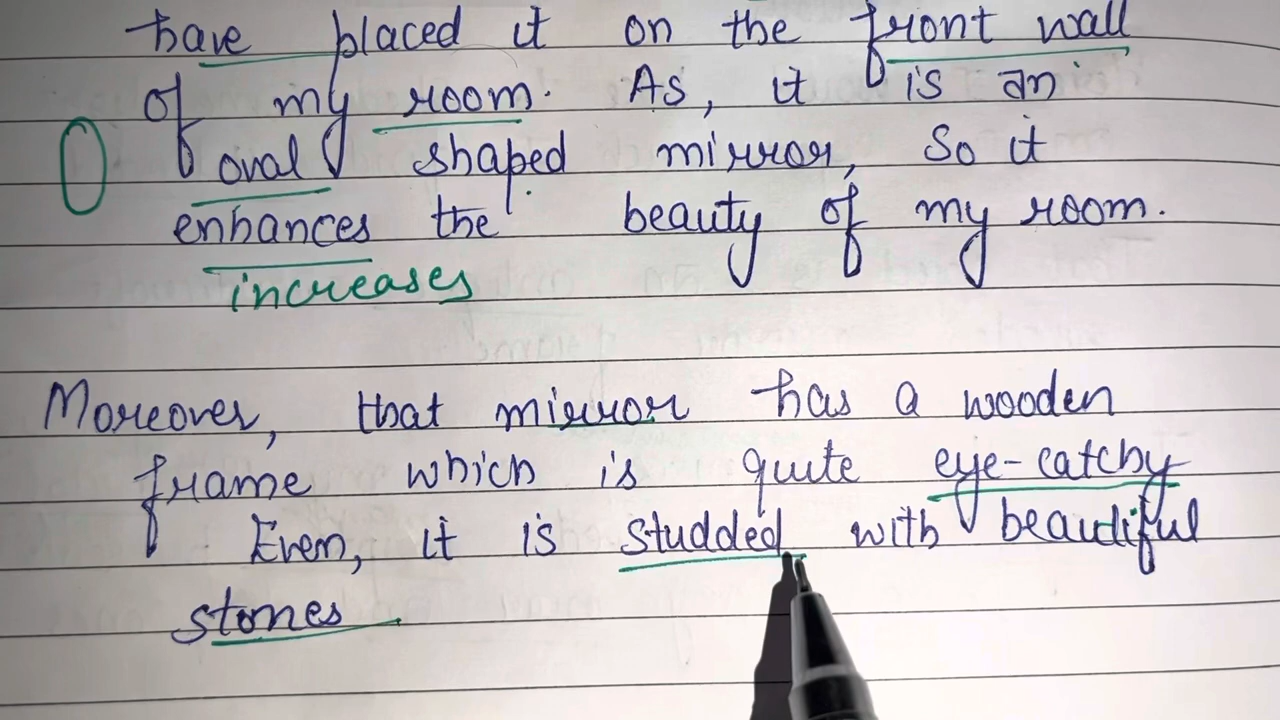 have placed it on the front wall
of my room. As, it is an
oval shaped mirror, So it
enhances the beauty of my room.
increases
Moreover, that mirror has a wooden
frame which is quite eye-catchy
Even, it is studded with beautiful
stones